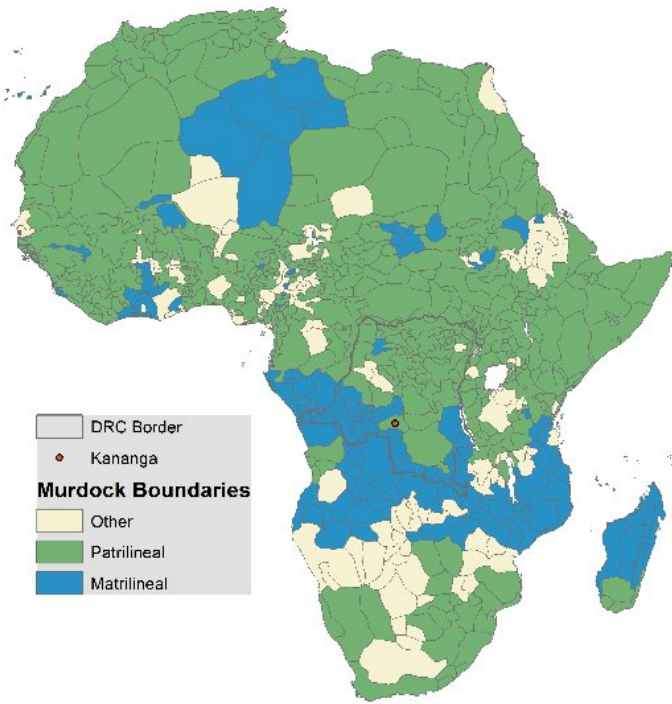 DRC Border
Kananga
Murdock Boundaries
Other
Patrilineal
Matrilineal